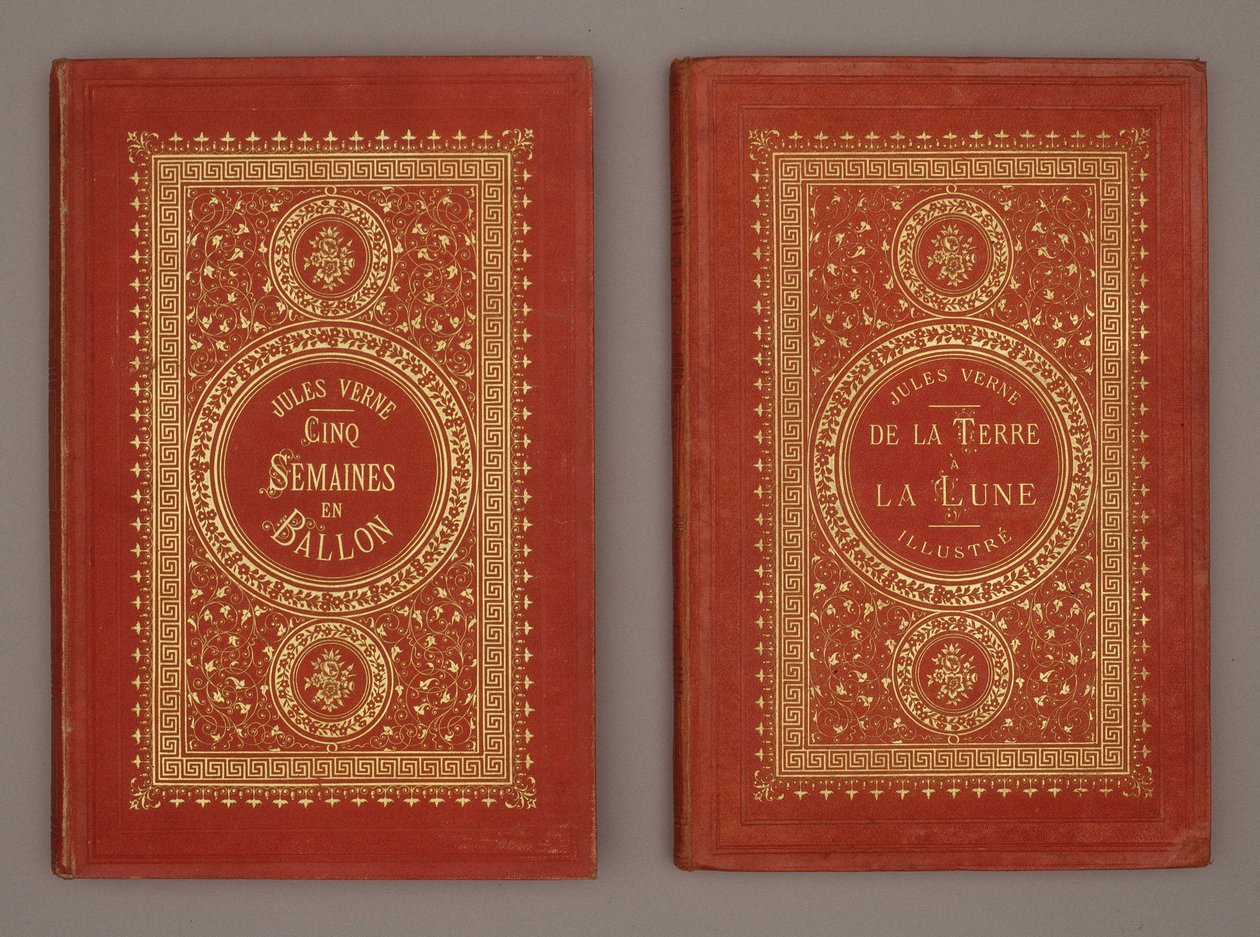 JULES VERNE
CINQ
SEMAINES
EN
BALLON
JULES VERNE
DE LA TERRE
À
LA LUNE
ILLUSTRÉ